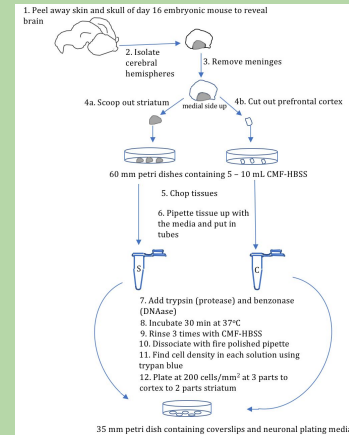 1. Peel away skin and skull of day 16 embryonic mouse to reveal
brain
2. Isolate
cerebral
hemispheres
3. Remove meninges
4a. Scoop out striatum
medial side up
4b. Cut out prefrontal cortex
60 mm petri dishes containing 5 – 10 mL CMF-HBSS
5. Chop tissues
6. Pipette tissue up with
the media and put in
tubes
S
C
7. Add trypsin (protease) and benzonase
(DNAase)
8. Incubate 30 min at 37°C
9. Rinse 3 times with CMF-HBSS
10. Dissociate with fire polished pipette
11. Find cell density in each solution using
trypan blue
12. Plate at 200 cells/mm² at 3 parts to
cortex to 2 parts striatum
35 mm petri dish containing coverslips and neuronal plating media